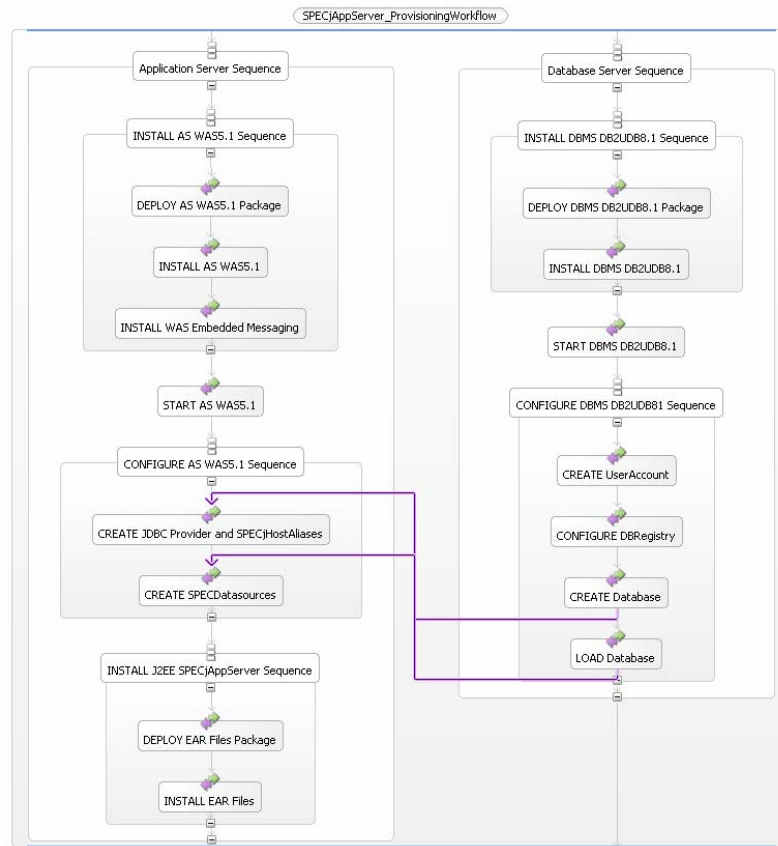 SPECjAppServer_ProvisioningWorkflow
Application Server Sequence
INSTALL AS WAS5.1 Sequence
DEPLOY AS WAS5.1 Package
INSTALL AS WAS5.1
INSTALL WAS Embedded Messaging
START AS WAS5.1
CONFIGURE AS WAS5.1 Sequence
CREATE JDBC Provider and SPECjHostAliases
CREATE SPECDatasources
INSTALL J2EE SPECjAppServer Sequence
DEPLOY EAR Files Package
INSTALL EAR Files
Database Server Sequence
INSTALL DBMS DB2UDB8.1 Sequence
DEPLOY DBMS DB2UDB8.1 Package
INSTALL DBMS DB2UDB8.1
START DBMS DB2UDB8.1
CONFIGURE DBMS DB2UDB81 Sequence
CREATE UserAccount
CONFIGURE DBRegistry
CREATE Database
LOAD Database